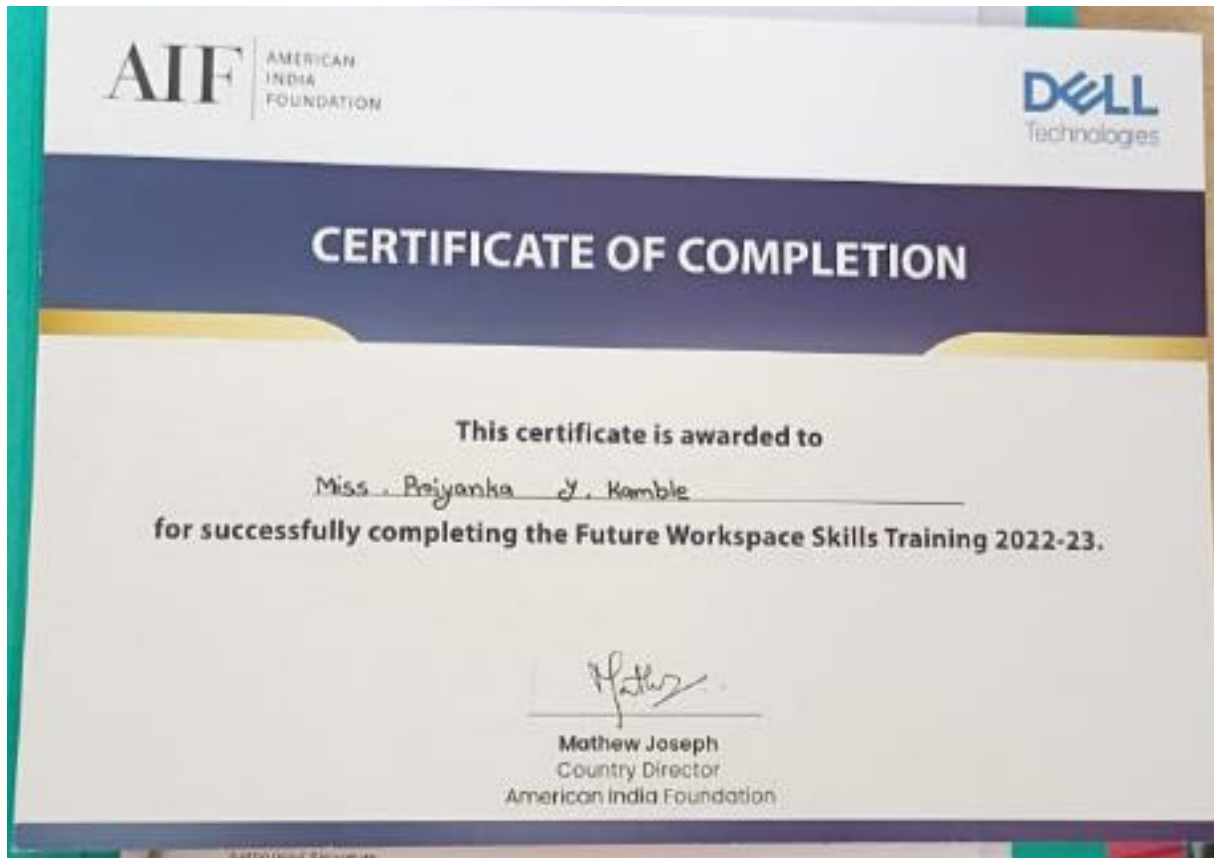 AIF
AMERICAN
INDIA
FOUNDATION
DELL
Technologies
CERTIFICATE OF COMPLETION
This certificate is awarded to
Miss. Priyanka Y. Kamble
for successfully completing the Future Workspace Skills Training 2022-23.
Mathew Joseph
Country Director
American India Foundation